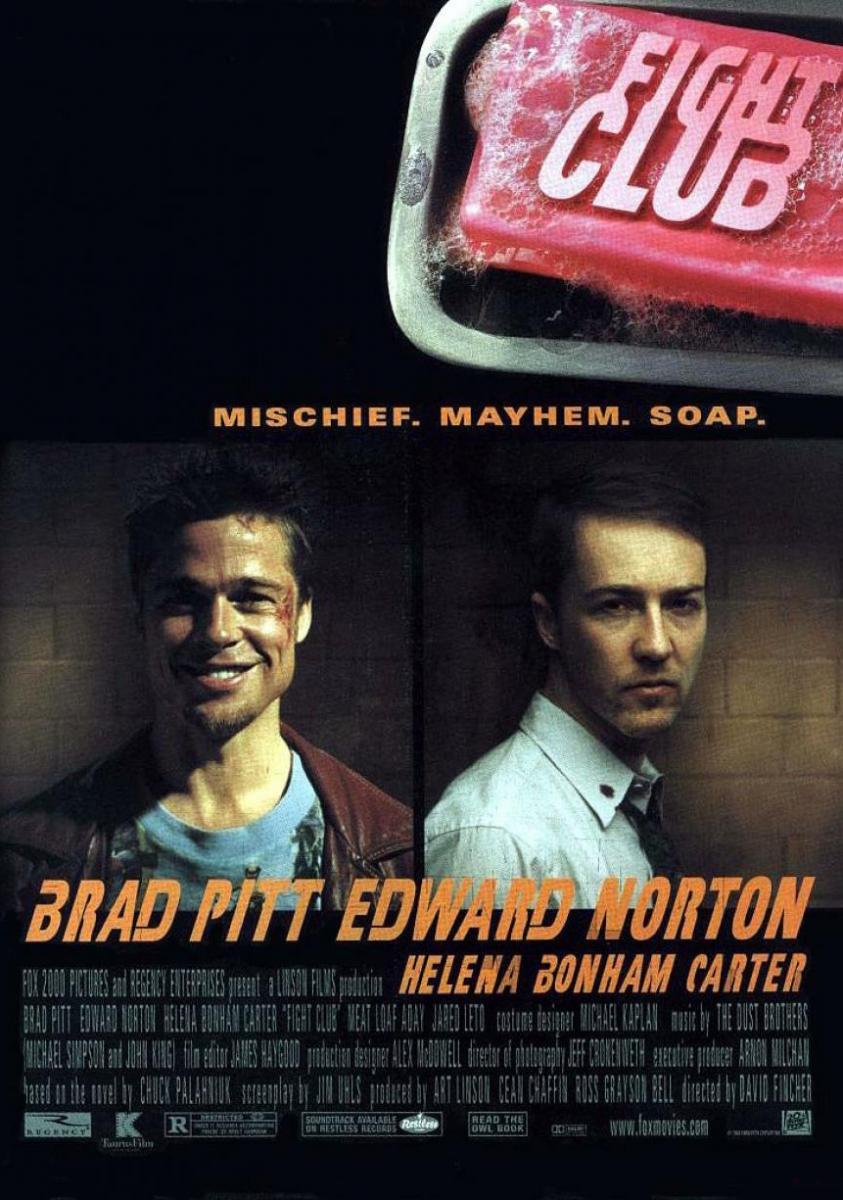 FIGHT
CLUB
MISCHIEF. MAYHEM. SOAP.
BRAD PITT EDWARD NORTON
HELENA BONHAM CARTER
FOX 2000 PICTURES and REGENCY ENTERPRISES present a LINSON FILMS production
BRAD PITT EDWARD NORTON HELENA BONHAM CARTER "FIGHT CLUB" MEAT LOAF ADAY JARED LETO costume designer MICHAEL KAPLAN music by THE DUST BROTHERS
MICHAEL SIMPSON and JOHN KING film editor JAMES HAYGOOD production designer ALEX McDOWELL director of photography JEFF CRONENWETH executive producer ARNON MILCHAN
based on the novel by CHUCK PALAHNIUK screenplay by JIM UHLS produced by ART LINSON CEAN CHAFFIN ROSS GRAYSON BELL directed by DAVID FINCHER
REGENCY
TaurusFilm
R RESTRICTED
SOUNDTRACK AVAILABLE
ON RESTLESS RECORDS
Restless
READ THE
OWL BOOK
www.foxmovies.com